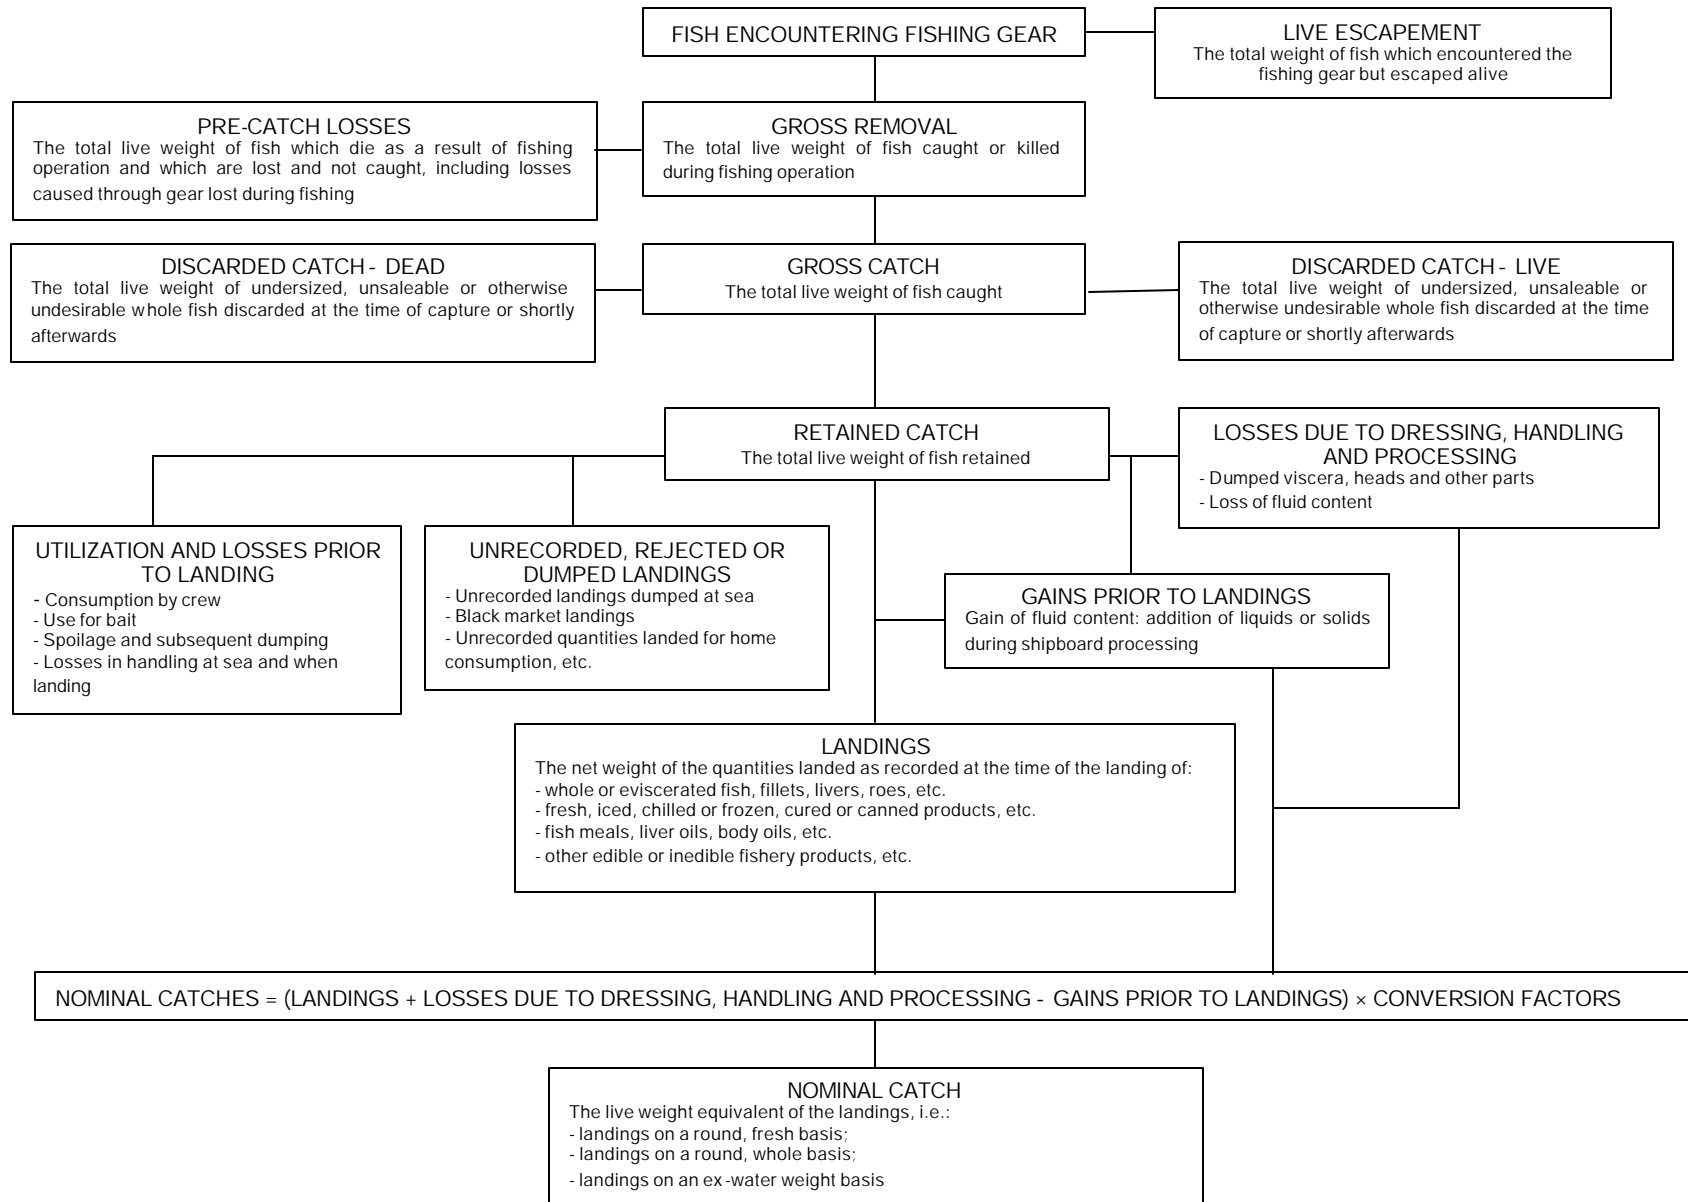 FISH ENCOUNTERING FISHING GEAR
LIVE ESCAPEMENT
The total weight of fish which encountered the
fishing gear but escaped alive
PRE-CATCH LOSSES
The total live weight of fish which die as a result of fishing
operation and which are lost and not caught, including losses
caused through gear lost during fishing
GROSS REMOVAL
The total live weight of fish caught or killed
during fishing operation
DISCARDED CATCH - DEAD
The total live weight of undersized, unsaleable or otherwise
undesirable whole fish discarded at the time of capture or shortly
afterwards
GROSS CATCH
The total live weight of fish caught
DISCARDED CATCH - LIVE
The total live weight of undersized, unsaleable or
otherwise undesirable whole fish discarded at the time
of capture or shortly afterwards
RETAINED CATCH
The total live weight of fish retained
LOSSES DUE TO DRESSING, HANDLING
AND PROCESSING
- Dumped viscera, heads and other parts
- Loss of fluid content
UTILIZATION AND LOSSES PRIOR
TO LANDING
- Consumption by crew
- Use for bait
- Spoilage and subsequent dumping
- Losses in handling at sea and when
landing
UNRECORDED, REJECTED OR
DUMPED LANDINGS
- Unrecorded landings dumped at sea
- Black market landings
- Unrecorded quantities landed for home
consumption, etc.
GAINS PRIOR TO LANDINGS
Gain of fluid content: addition of liquids or solids
during shipboard processing
LANDINGS
The net weight of the quantities landed as recorded at the time of the landing of:
- whole or eviscerated fish, fillets, livers, roes, etc.
- fresh, iced, chilled or frozen, cured or canned products, etc.
- fish meals, liver oils, body oils, etc.
- other edible or inedible fishery products, etc.
NOMINAL CATCHES = (LANDINGS + LOSSES DUE TO DRESSING, HANDLING AND PROCESSING - GAINS PRIOR TO LANDINGS) × CONVERSION FACTORS
NOMINAL CATCH
The live weight equivalent of the landings, i.e.:
- landings on a round, fresh basis;
- landings on a round, whole basis;
- landings on an ex-water weight basis